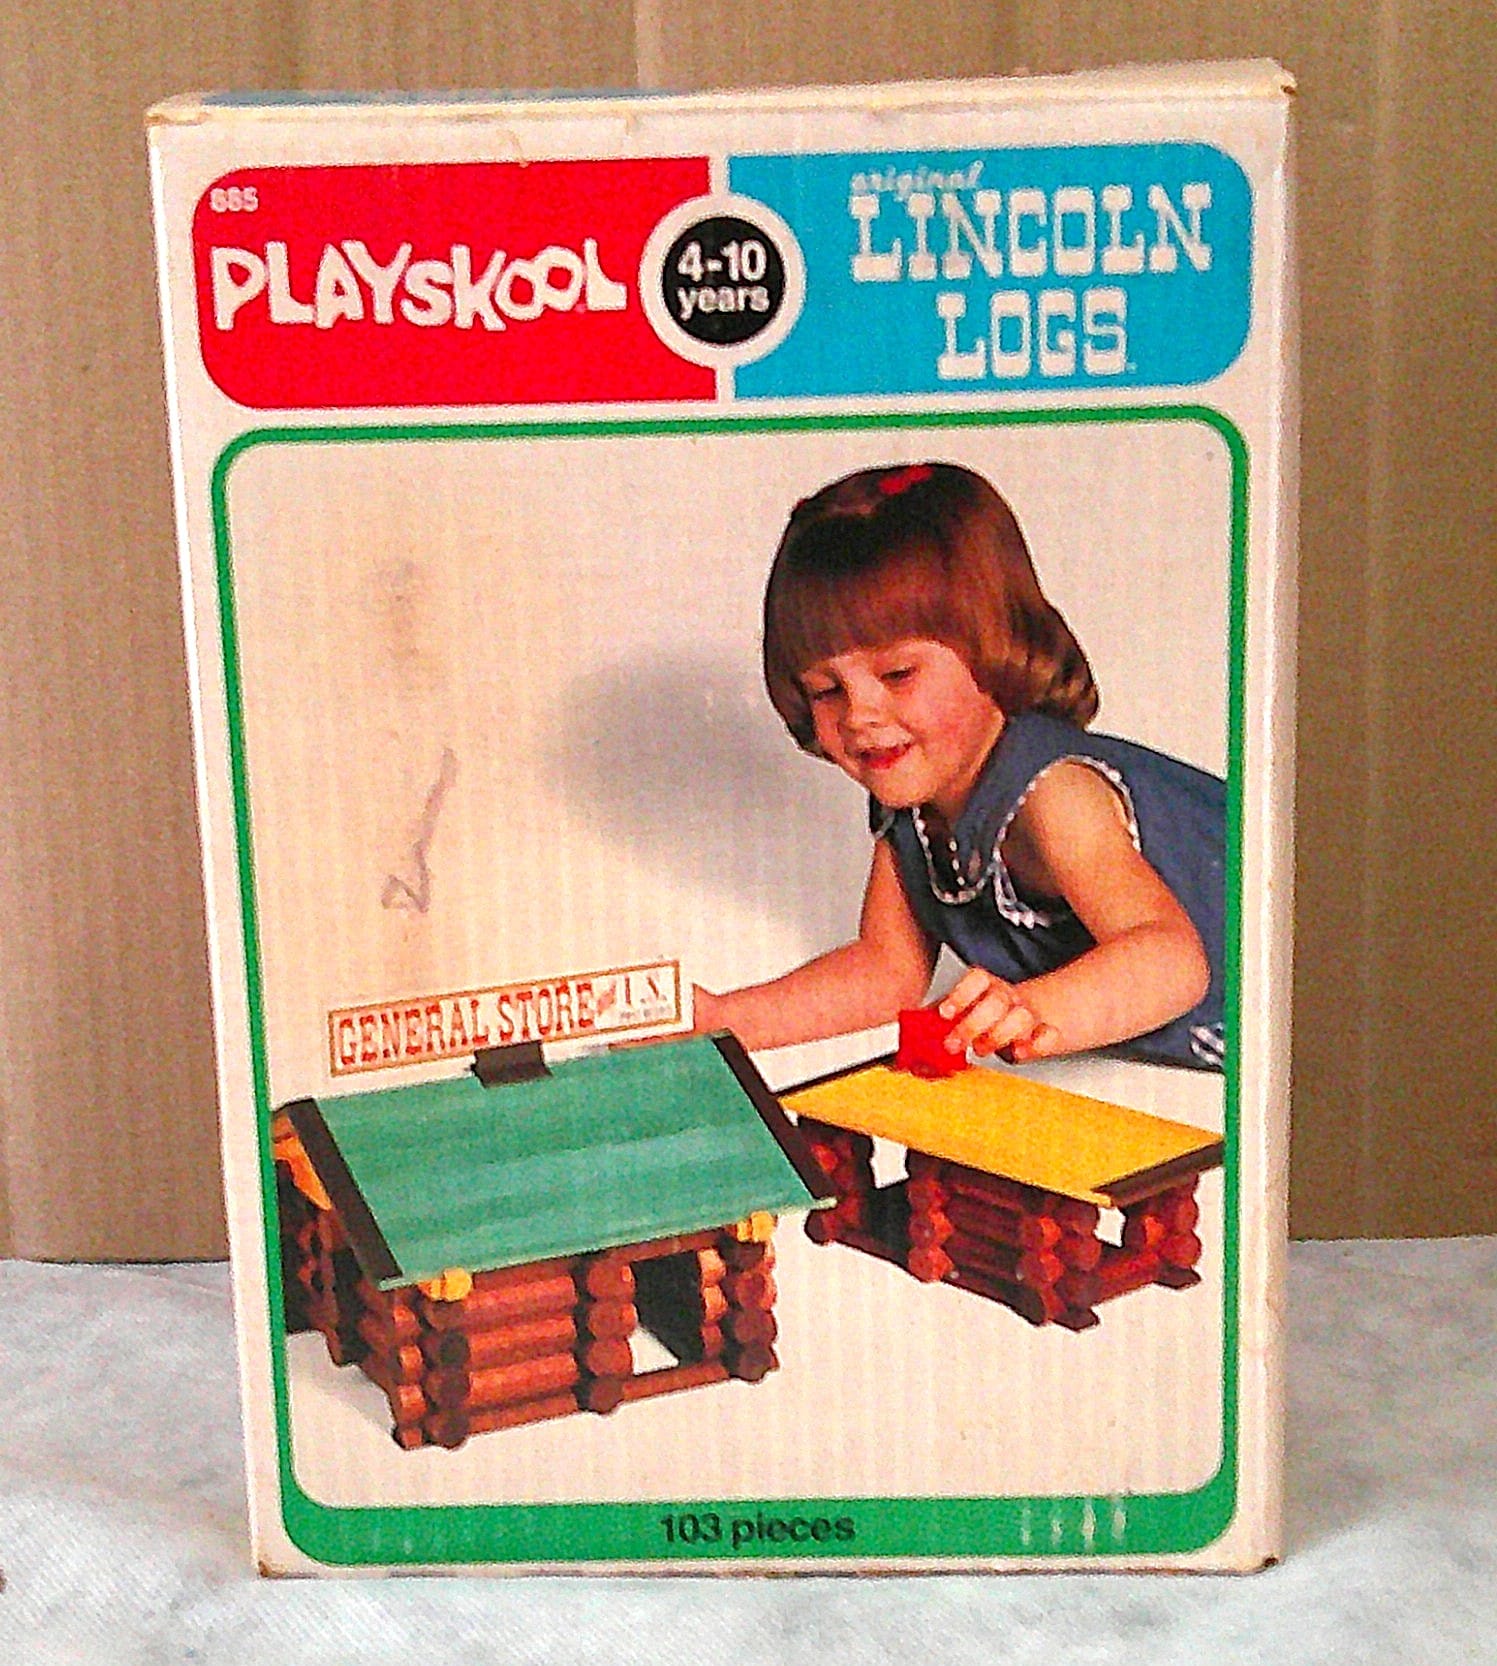 885
PLAYSKOOL
4-10
years
original
LINCOLN
LOGS
GENERAL STORE
103 pieces